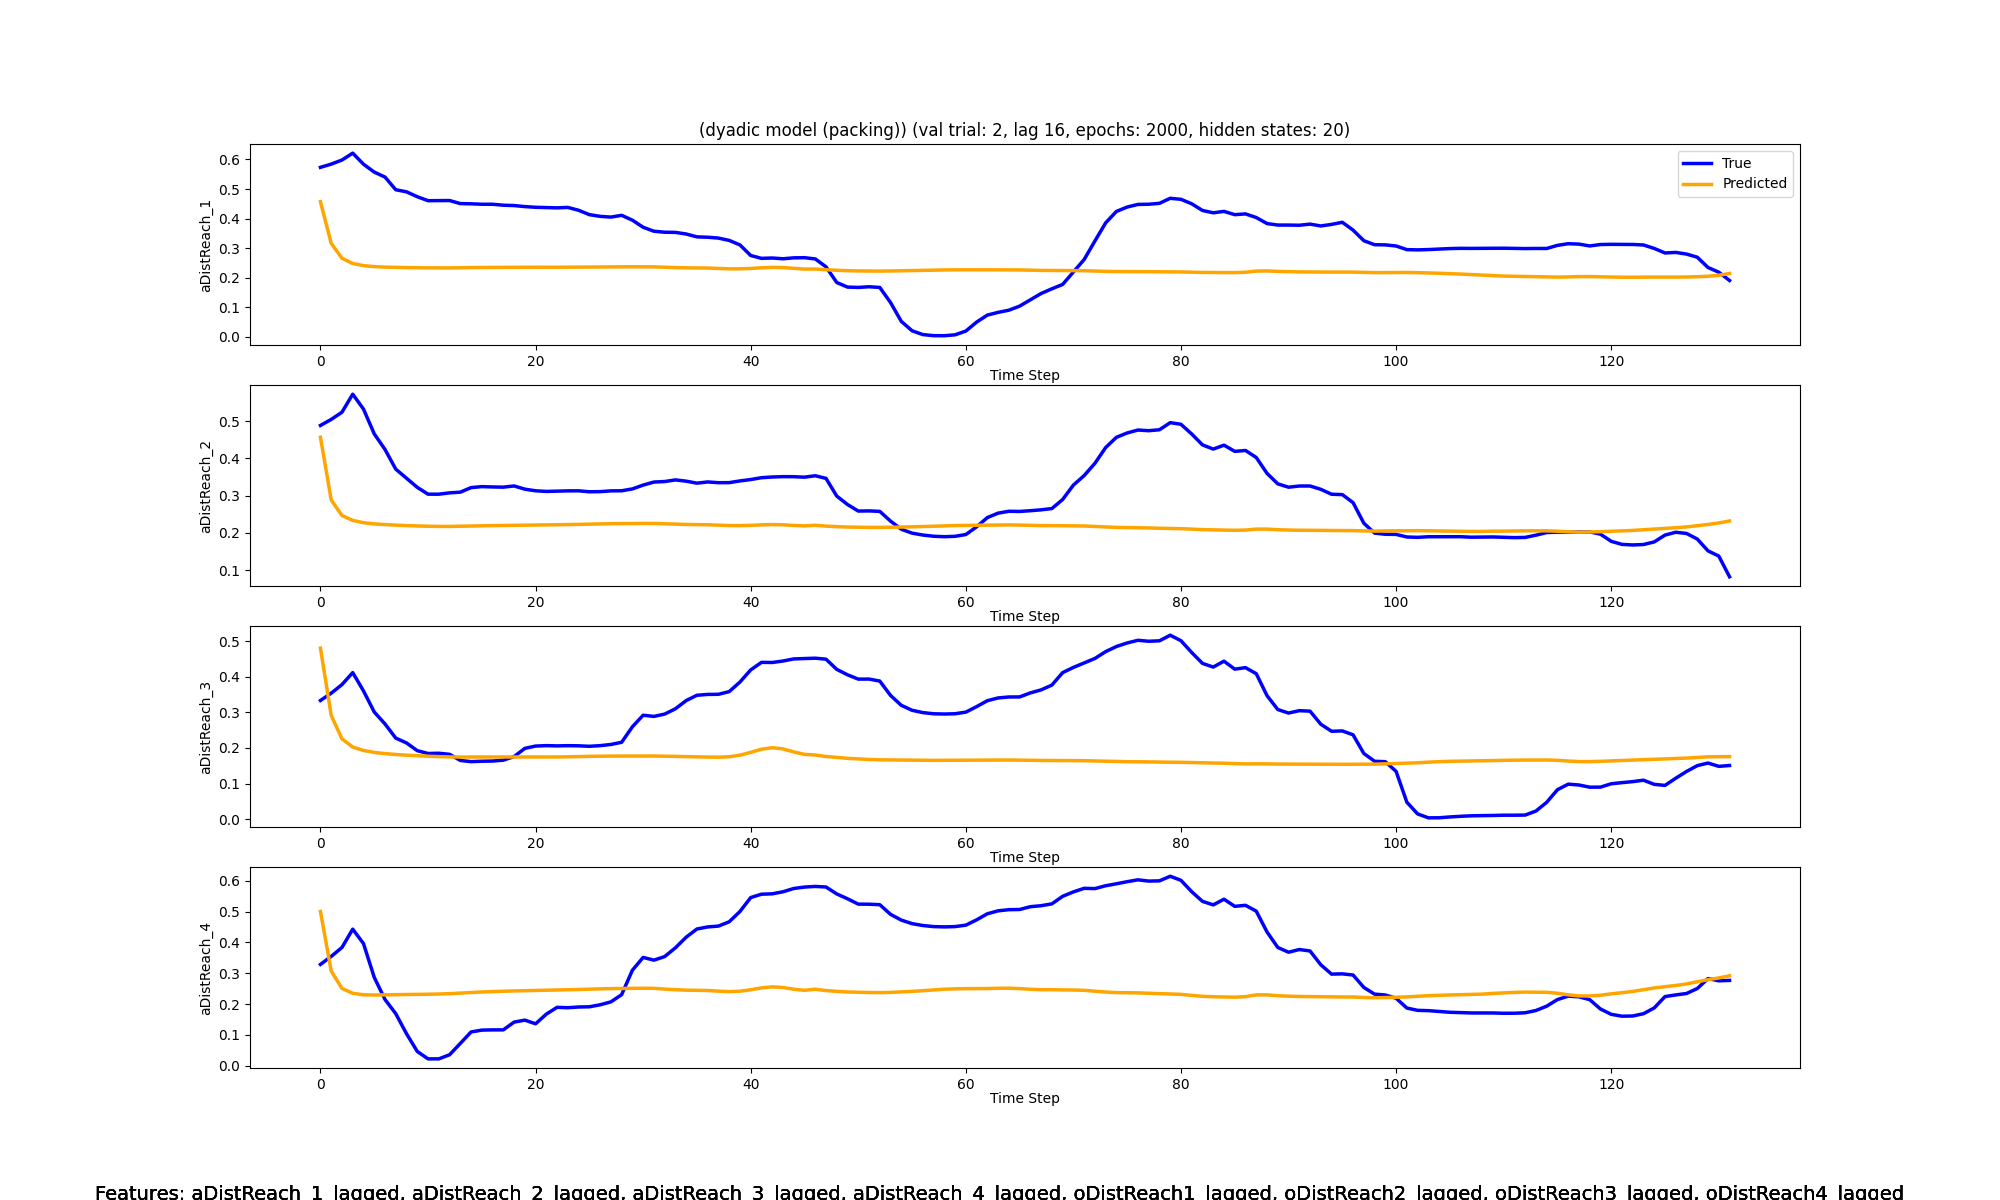 (dyadic model (packing)) (val trial: 2, lag 16, epochs: 2000, hidden states: 20)
True
Predicted
aDistReach_1
0.6
0.5
0.4
0.3
0.2
0.1
0.0
0 20 40 60 80 100 120
Time Step
aDistReach_2
0.5
0.4
0.3
0.2
0.1
0 20 40 60 80 100 120
Time Step
aDistReach_3
0.5
0.4
0.3
0.2
0.1
0.0
0 20 40 60 80 100 120
Time Step
aDistReach_4
0.6
0.5
0.4
0.3
0.2
0.1
0.0
0 20 40 60 80 100 120
Time Step
Features: aDistReach_1_lagged, aDistReach_2_lagged, aDistReach_3_lagged, aDistReach_4_lagged, oDistReach1_lagged, oDistReach2_lagged, oDistReach3_lagged, oDistReach4_lagged